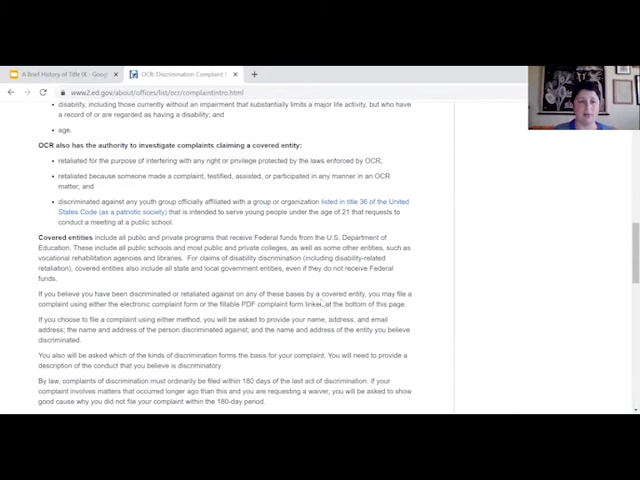 A Brief History of Title IX - Goog
OCR: Discrimination Complaint
www2.ed.gov/about/offices/list/ocr/complaintintro.html
disability, including those currently without an impairment that substantially limits a major life activity, but who have
a record of or are regarded as having a disability; and
• age.
OCR also has the authority to investigate complaints claiming a covered entity:
• retaliated for the purpose of interfering with any right or privilege protected by the laws enforced by OCR;
• retaliated because someone made a complaint, testified, assisted, or participated in any manner in an OCR
matter; and
• discriminated against any youth group officially affiliated with a group or organization listed in title 36 of the United
States Code (as a patriotic society) that is intended to serve young people under the age of 21 that requests to
conduct a meeting at a public school.
Covered entities include all public and private programs that receive Federal funds from the U.S. Department of
Education. These include all public schools and most public and private colleges, as well as some other entities, such as
vocational rehabilitation agencies and libraries. For claims of disability discrimination (including disability-related
retaliation), covered entities also include all state and local government entities, even if they do not receive Federal
funds.
If you believe you have been discriminated or retaliated against on any of these bases by a covered entity, you may file a
complaint using either the electronic complaint form or the fillable PDF complaint form linked at the bottom of this page.
If you choose to file a complaint using either method, you will be asked to provide your name, address, and email
address; the name and address of the person discriminated against; and the name and address of the entity you believe
discriminated.
You also will be asked which of the kinds of discrimination forms the basis for your complaint. You will need to provide a
description of the conduct that you believe is discriminatory.
By law, complaints of discrimination must ordinarily be filed within 180 days of the last act of discrimination. If your
complaint involves matters that occurred longer ago than this and you are requesting a waiver, you will be asked to show
good cause why you did not file your complaint within the 180-day period.